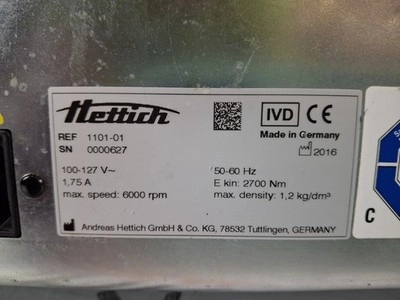 Hettich
IVD CE
Made in Germany
REF 1101-01
SN 0000627
2016
100-127 V~ 50-60 Hz
1,75 A E kin: 2700 Nm
max. speed: 6000 rpm max. density: 1,2 kg/dm³
Andreas Hettich GmbH & Co. KG, 78532 Tuttlingen, GERMANY
C